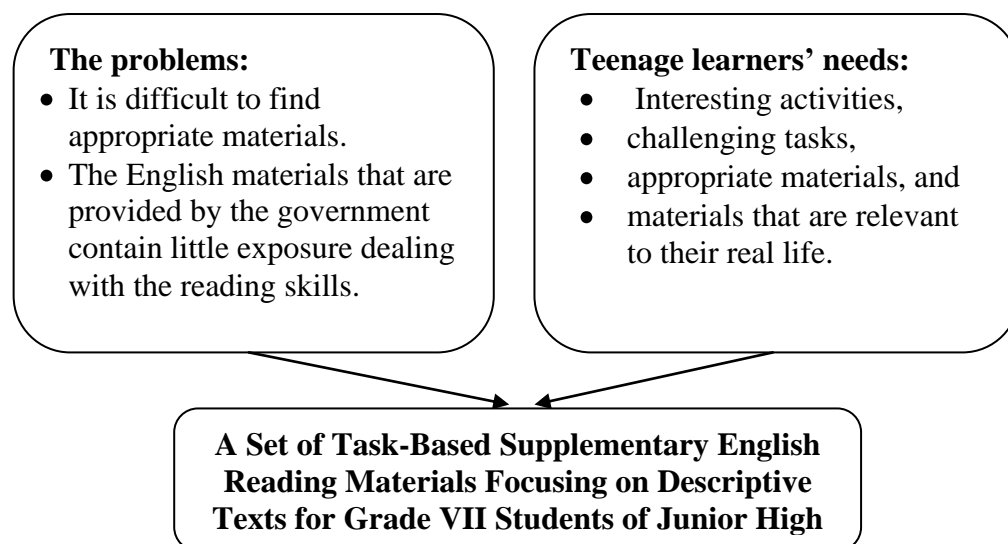 The problems:
• It is difficult to find
appropriate materials.
• The English materials that are
provided by the government
contain little exposure dealing
with the reading skills.
Teenage learners’ needs:
• Interesting activities,
• challenging tasks,
• appropriate materials, and
• materials that are relevant
to their real life.
A Set of Task-Based Supplementary English
Reading Materials Focusing on Descriptive
Texts for Grade VII Students of Junior High